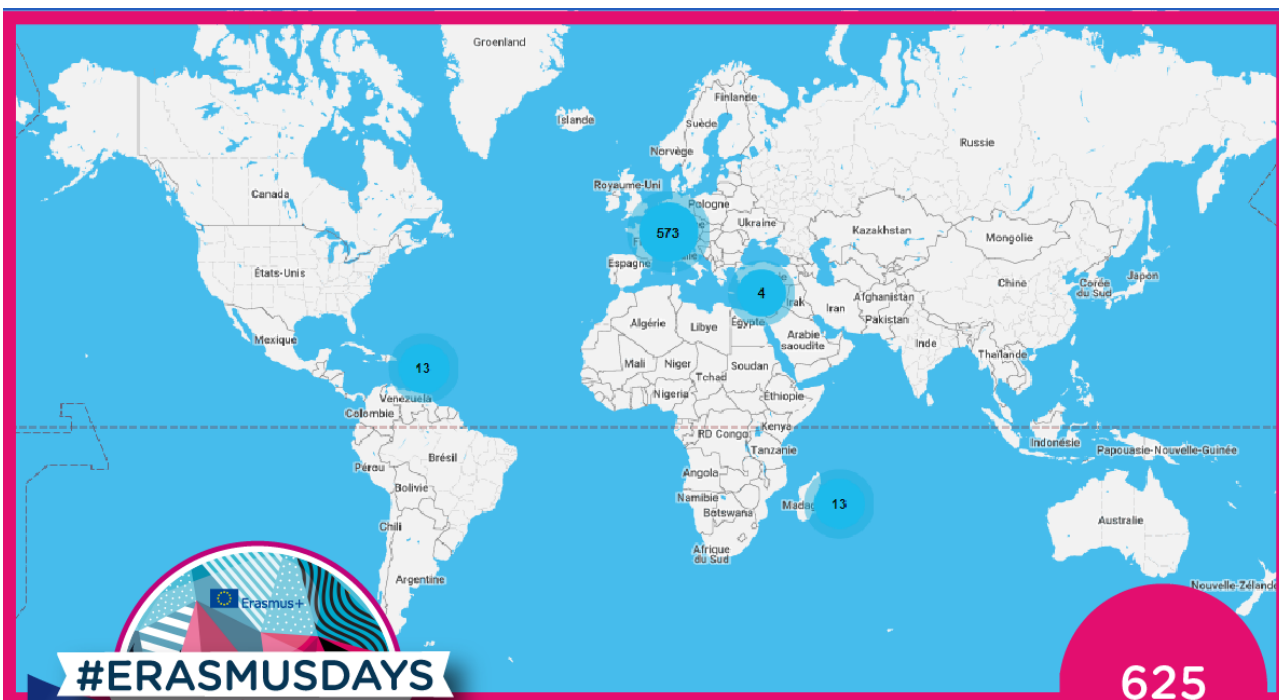 Groenland
Islande
Finlande
Suède
Norvège
Russie
Royaume-Uni
Canada
Pologne
Ukraine
573
Kazakhstan
Mongolie
Espagne
États-Unis
4
Irak
Iran
Afghanistan
Pakistan
Chine
Corée
du Sud
Japon
Algérie
Libye
Égypte
Arabie
saoudite
Inde
Mexique
13
Mali
Niger
Tchad
Soudan
Thaïlande
Venezuela
Colombie
Nigeria
Éthiopie
RD Congo
Kenya
Tanzanie
Indonésie
Papouasie-Nouvelle-Guinée
Pérou
Brésil
Bolivie
Angola
Namibie
Botswana
13
Chili
Afrique
du Sud
Australie
Argentine
Nouvelle-Zélande
Erasmus+
#ERASMUSDAYS
625